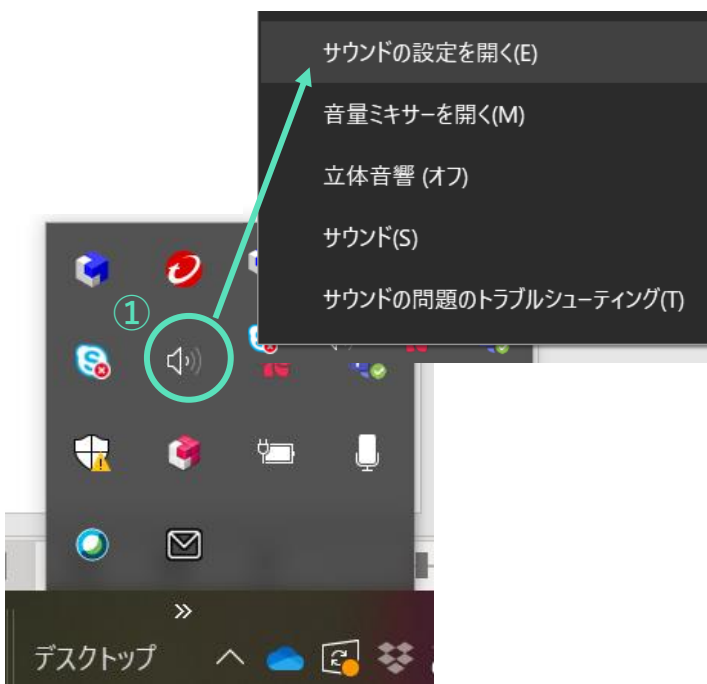 サウンドの設定を開く(E)
音量ミキサーを開く(M)
立体音響 (オフ)
サウンド(S)
サウンドの問題のトラブルシューティング(T)
①
デスクトップ